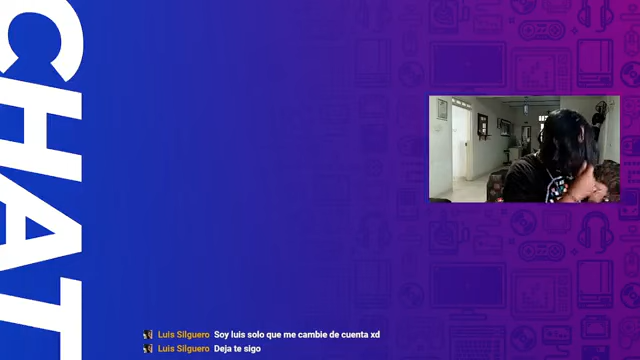 CHAT
Luis Silguero Soy luis solo que me cambie de cuenta xd
Luis Silguero Deja te sigo